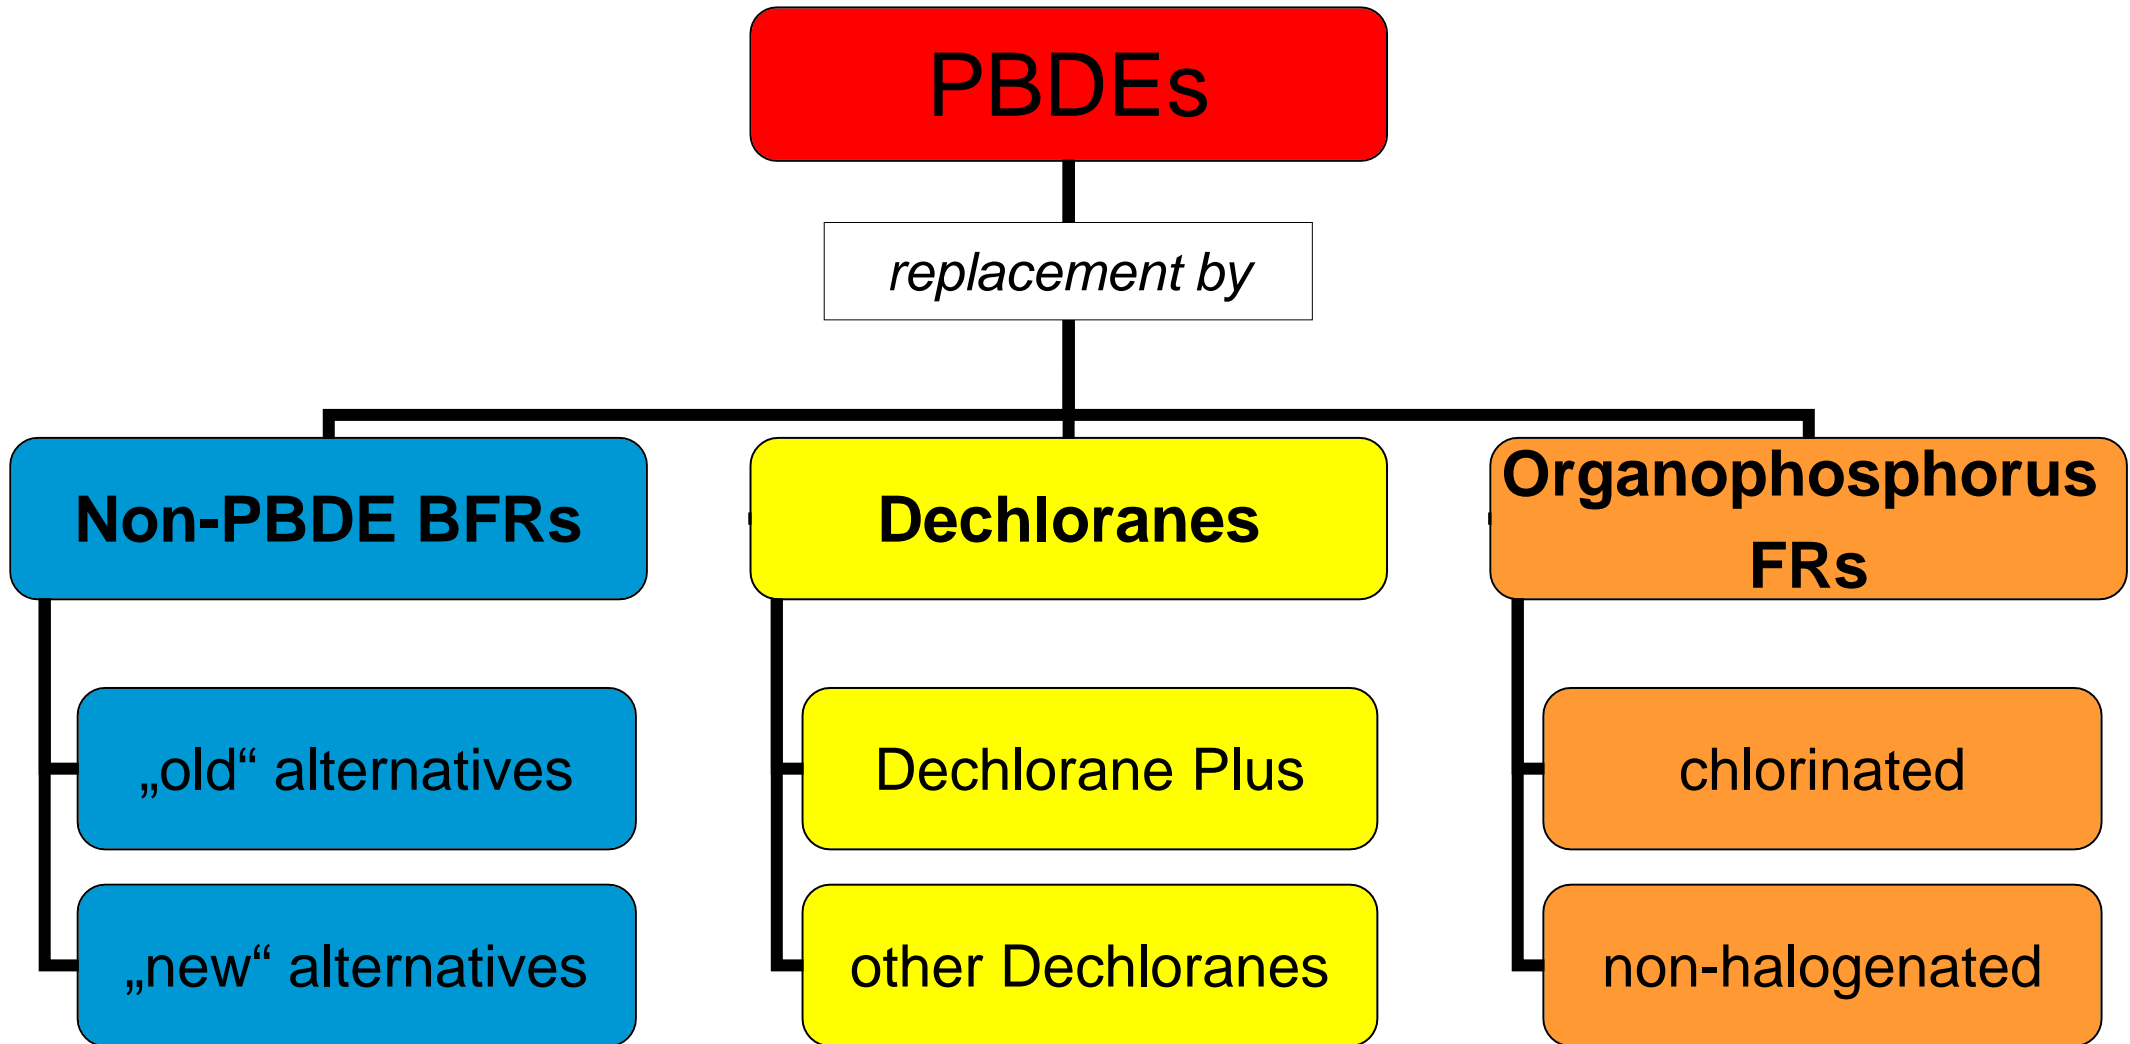 PBDEs
replacement by
Non-PBDE BFRs
Dechloranes
Organophosphorus
FRs
„old“ alternatives
Dechlorane Plus
chlorinated
„new“ alternatives
other Dechloranes
non-halogenated